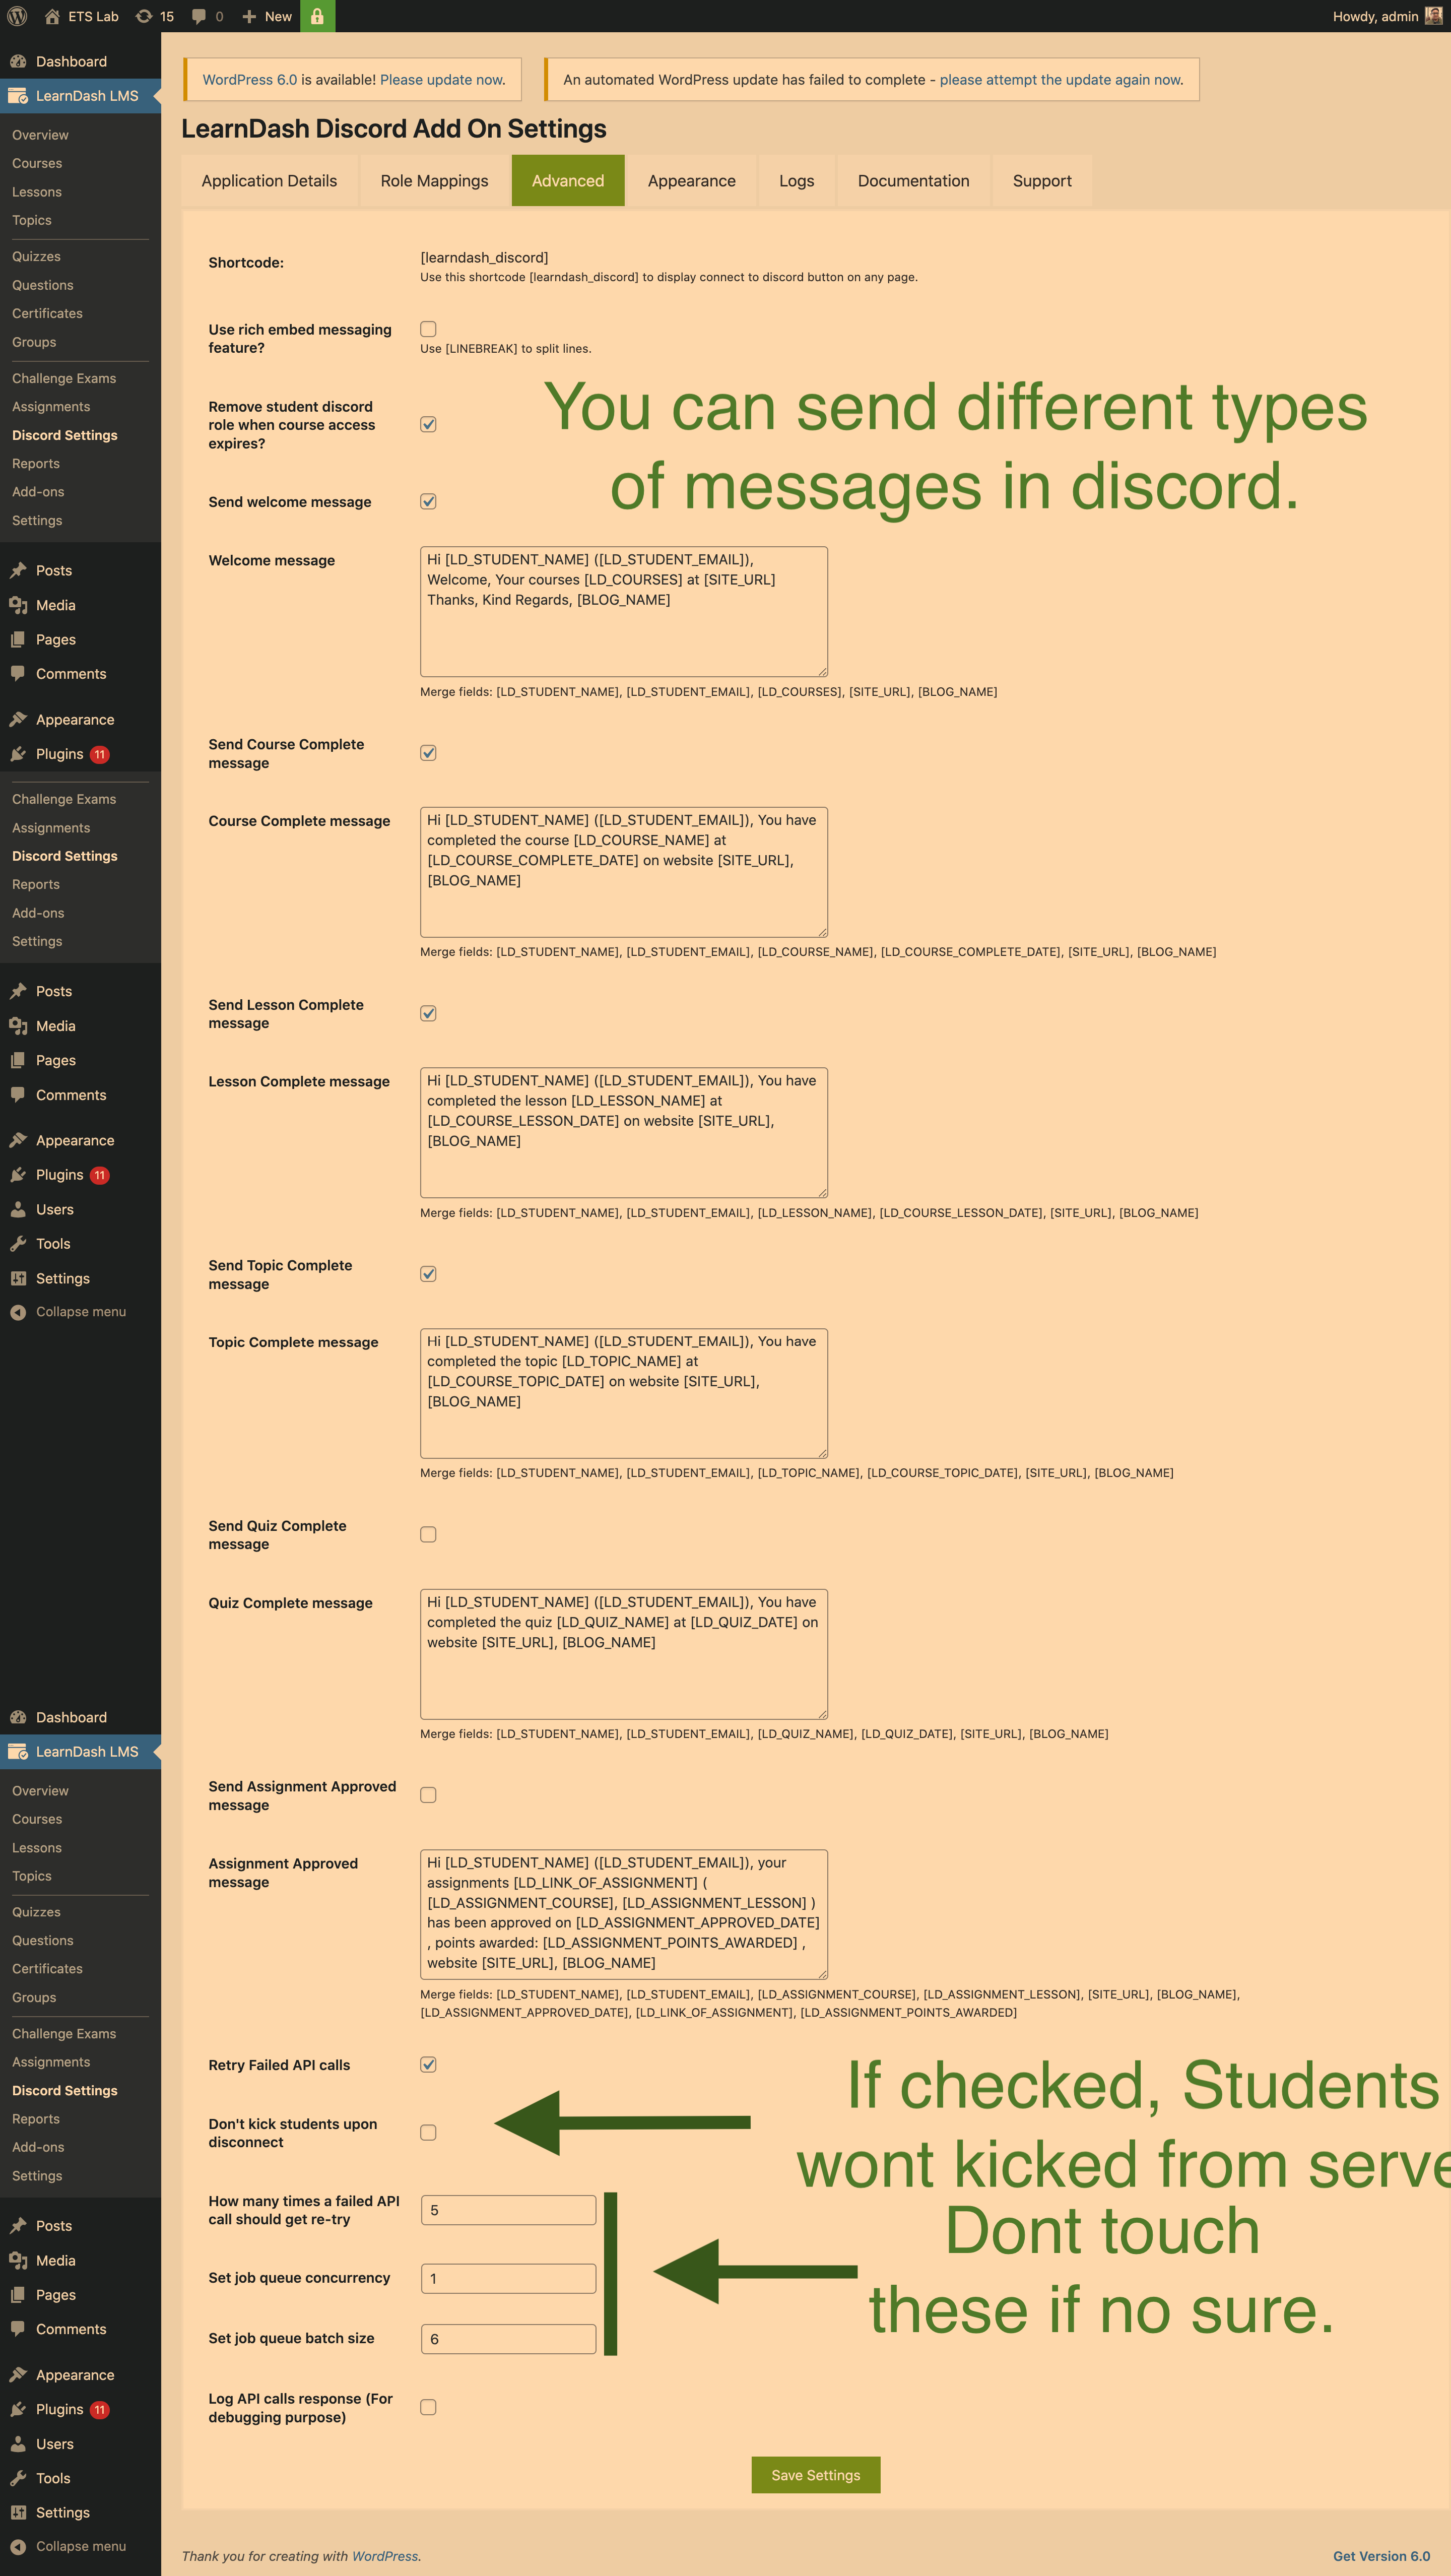 ETS Lab 15 0 New Howdy, admin
Dashboard
LearnDash LMS
Overview
Courses
Lessons
Topics
Quizzes
Questions
Certificates
Groups
Challenge Exams
Assignments
Discord Settings
Reports
Add-ons
Settings
Posts
Media
Pages
Comments
Appearance
Plugins 11
Challenge Exams
Assignments
Discord Settings
Reports
Add-ons
Settings
Posts
Media
Pages
Comments
Appearance
Plugins 11
Users
Tools
Settings
Collapse menu
Dashboard
LearnDash LMS
Overview
Courses
Lessons
Topics
Quizzes
Questions
Certificates
Groups
Challenge Exams
Assignments
Discord Settings
Reports
Add-ons
Settings
Posts
Media
Pages
Comments
Appearance
Plugins 11
Users
Tools
Settings
Collapse menu
WordPress 6.0 is available! Please update now.
An automated WordPress update has failed to complete - please attempt the update again now.
LearnDash Discord Add On Settings
Application Details Role Mappings Advanced Appearance Logs Documentation Support
Shortcode:
[learndash_discord]
Use this shortcode [learndash_discord] to display connect to discord button on any page.
Use rich embed messaging
feature?
Use [LINEBREAK] to split lines.
You can send different types
of messages in discord.
Remove student discord
role when course access
expires?
Send welcome message
Welcome message
Hi [LD_STUDENT_NAME] ([LD_STUDENT_EMAIL]),
Welcome, Your courses [LD_COURSES] at [SITE_URL]
Thanks, Kind Regards, [BLOG_NAME]
Merge fields: [LD_STUDENT_NAME], [LD_STUDENT_EMAIL], [LD_COURSES], [SITE_URL], [BLOG_NAME]
Send Course Complete
message
Course Complete message
Hi [LD_STUDENT_NAME] ([LD_STUDENT_EMAIL]), You have
completed the course [LD_COURSE_NAME] at
[LD_COURSE_COMPLETE_DATE] on website [SITE_URL],
[BLOG_NAME]
Merge fields: [LD_STUDENT_NAME], [LD_STUDENT_EMAIL], [LD_COURSE_NAME], [LD_COURSE_COMPLETE_DATE], [SITE_URL], [BLOG_NAME]
Send Lesson Complete
message
Lesson Complete message
Hi [LD_STUDENT_NAME] ([LD_STUDENT_EMAIL]), You have
completed the lesson [LD_LESSON_NAME] at
[LD_COURSE_LESSON_DATE] on website [SITE_URL],
[BLOG_NAME]
Merge fields: [LD_STUDENT_NAME], [LD_STUDENT_EMAIL], [LD_LESSON_NAME], [LD_COURSE_LESSON_DATE], [SITE_URL], [BLOG_NAME]
Send Topic Complete
message
Topic Complete message
Hi [LD_STUDENT_NAME] ([LD_STUDENT_EMAIL]), You have
completed the topic [LD_TOPIC_NAME] at
[LD_COURSE_TOPIC_DATE] on website [SITE_URL],
[BLOG_NAME]
Merge fields: [LD_STUDENT_NAME], [LD_STUDENT_EMAIL], [LD_TOPIC_NAME], [LD_COURSE_TOPIC_DATE], [SITE_URL], [BLOG_NAME]
Send Quiz Complete
message
Quiz Complete message
Hi [LD_STUDENT_NAME] ([LD_STUDENT_EMAIL]), You have
completed the quiz [LD_QUIZ_NAME] at [LD_QUIZ_DATE] on
website [SITE_URL], [BLOG_NAME]
Merge fields: [LD_STUDENT_NAME], [LD_STUDENT_EMAIL], [LD_QUIZ_NAME], [LD_QUIZ_DATE], [SITE_URL], [BLOG_NAME]
Send Assignment Approved
message
Assignment Approved
message
Hi [LD_STUDENT_NAME] ([LD_STUDENT_EMAIL]), your
assignments [LD_LINK_OF_ASSIGNMENT] (
[LD_ASSIGNMENT_COURSE], [LD_ASSIGNMENT_LESSON] )
has been approved on [LD_ASSIGNMENT_APPROVED_DATE]
, points awarded: [LD_ASSIGNMENT_POINTS_AWARDED] ,
website [SITE_URL], [BLOG_NAME]
Merge fields: [LD_STUDENT_NAME], [LD_STUDENT_EMAIL], [LD_ASSIGNMENT_COURSE], [LD_ASSIGNMENT_LESSON], [SITE_URL], [BLOG_NAME],
[LD_ASSIGNMENT_APPROVED_DATE], [LD_LINK_OF_ASSIGNMENT], [LD_ASSIGNMENT_POINTS_AWARDED]
Retry Failed API calls
Don't kick students upon
disconnect
If checked, Students
wont kicked from serve
How many times a failed API
call should get re-try
5
Set job queue concurrency
1
Set job queue batch size
6
Dont touch
these if no sure.
Log API calls response (For
debugging purpose)
Save Settings
Thank you for creating with WordPress.
Get Version 6.0